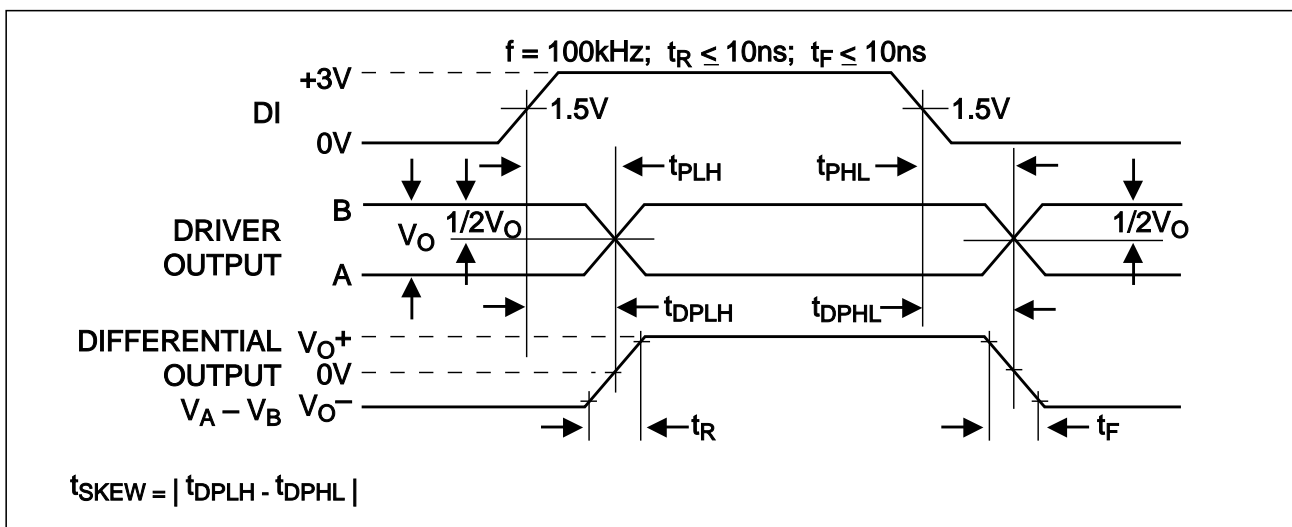 f = 100kHz; tR ≤ 10ns; tF ≤ 10ns
+3V
DI
1.5V
1.5V
0V
tPLH
tPHL
B
DRIVER
OUTPUT
VO
1/2VO
1/2VO
A
tDPLH
tDPHL
DIFFERENTIAL
OUTPUT
VA – VB
VO+
0V
VO–
tR
tF
tSKEW = | tDPLH - tDPHL |